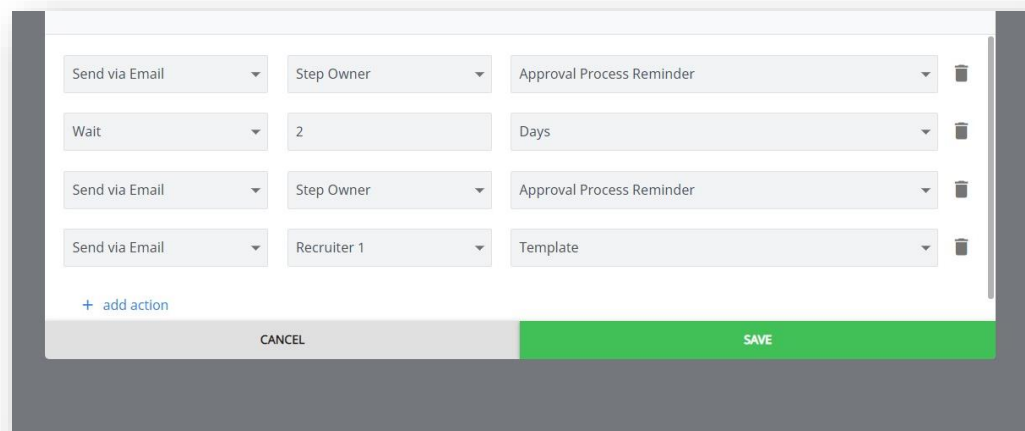 Send via Email Step Owner Approval Process Reminder
Wait 2 Days
Send via Email Step Owner Approval Process Reminder
Send via Email Recruiter 1 Template
+ add action
CANCEL SAVE